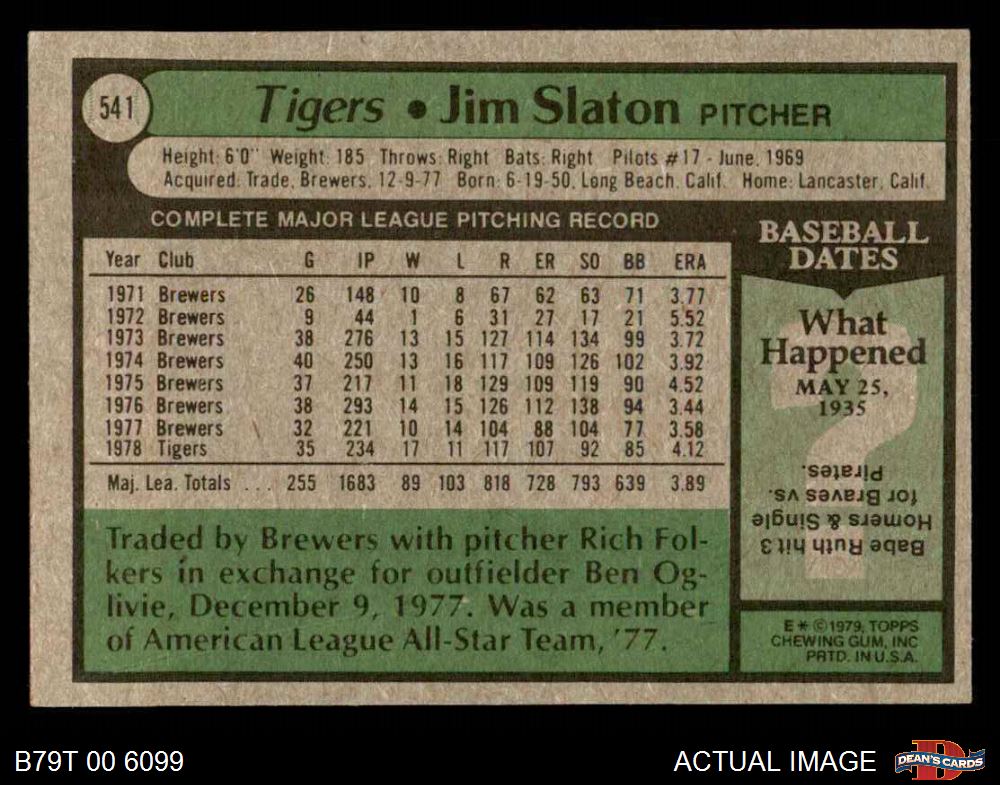 541
Tigers • Jim Slaton PITCHER
Height: 6'0" Weight: 185 Throws: Right Bats: Right Pilots #17 - June, 1969
Acquired: Trade, Brewers, 12-9-77 Born: 6-19-50, Long Beach, Calif. Home: Lancaster, Calif.
COMPLETE MAJOR LEAGUE PITCHING RECORD
Year Club G IP W L R ER SO BB ERA
1971 Brewers 26 148 10 8 67 62 63 71 3.77
1972 Brewers 9 44 1 6 31 27 17 21 5.52
1973 Brewers 38 276 13 15 127 114 134 99 3.72
1974 Brewers 40 250 13 16 117 109 126 102 3.92
1975 Brewers 37 217 11 18 129 109 119 90 4.52
1976 Brewers 38 293 14 15 126 112 138 94 3.44
1977 Brewers 32 221 10 14 104 88 104 77 3.58
1978 Tigers 35 234 17 11 117 107 92 85 4.12
Maj. Lea. Totals ... 255 1683 89 103 818 728 793 639 3.89
Traded by Brewers with pitcher Rich Fol-
kers in exchange for outfielder Ben Og-
livie, December 9, 1977. Was a member
of American League All-Star Team, '77.
BASEBALL
DATES
What
Happened
MAY 25,
1935
?
Babe Ruth hit 3
Homers & Single
for Braves vs.
Pirates.
E * © 1979, TOPPS
CHEWING GUM, INC
PRTD. IN U.S.A.
B79T 00 6099
ACTUAL IMAGE
D
DEAN'S CARDS